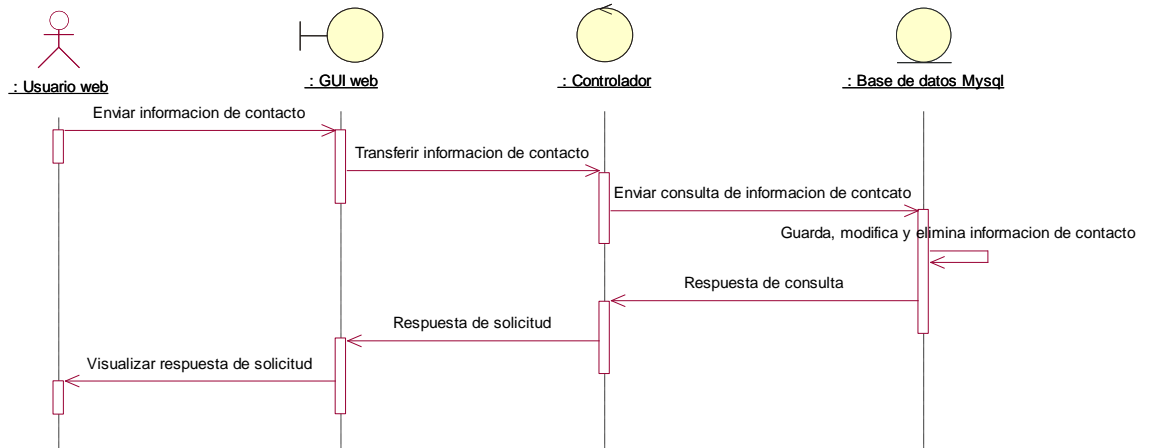 : Usuario web
: GUI web
: Controlador
: Base de datos Mysql
Enviar informacion de contacto
Transferir informacion de contacto
Enviar consulta de informacion de contcato
Guarda, modifica y elimina informacion de contacto
Respuesta de consulta
Respuesta de solicitud
Visualizar respuesta de solicitud